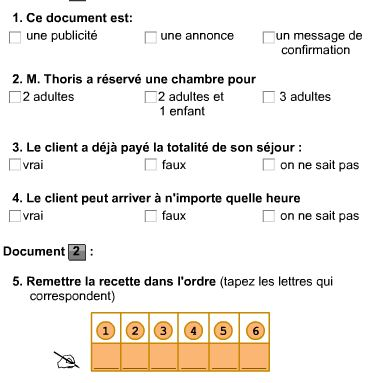 1. Ce document est:
une publicité une annonce un message de
confirmation
2. M. Thoris a réservé une chambre pour
2 adultes 2 adultes et 3 adultes
1 enfant
3. Le client a déjà payé la totalité de son séjour :
vrai faux on ne sait pas
4. Le client peut arriver à n'importe quelle heure
vrai faux on ne sait pas
Document 2 :
5. Remettre la recette dans l'ordre (tapez les lettres qui
correspondent)
1 2 3 4 5 6